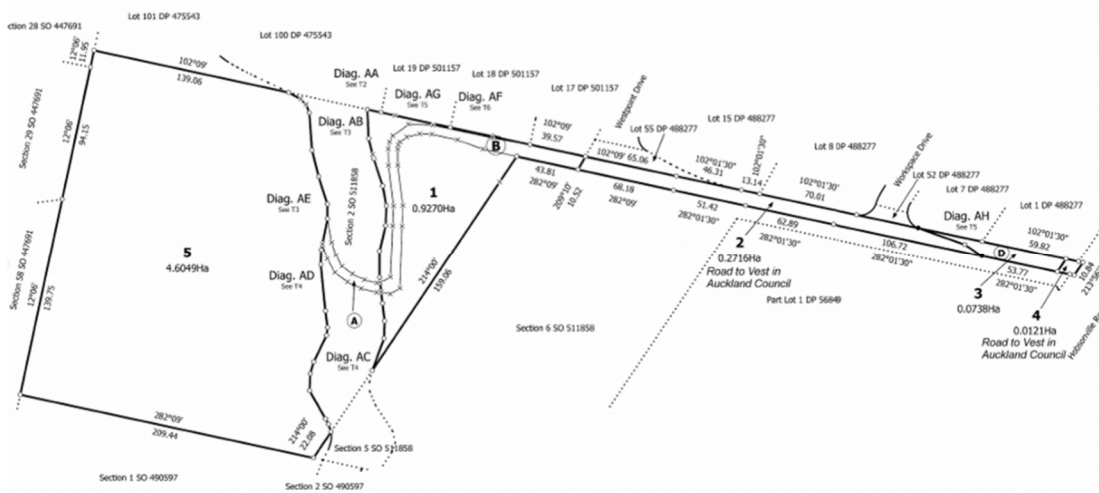 Lot 101 DP 475543
ction 28 SO 447691
Lot 100 DP 475543
12°06'
11.95
102°09'
139.06
Diag. AA
See T2
Lot 19 DP 501157
Lot 18 DP 501157
Diag. AG
See T5
Diag. AF
See T6
Lot 17 DP 501157
Westpoint Drive
Lot 15 DP 488277
Lot 55 DP 488277
Lot 8 DP 488277
Workspace Drive
Lot 52 DP 488277
Lot 7 DP 488277
Lot 1 DP 488277
Diag. AH
See T5
Section 29 SO 447691
12°06'
94.15
Diag. AB
See T3
102°09'
39.57
B
102°09' 65.06
102°01'30"
46.31
102°01'30"
13.14
102°01'30"
70.01
102°01'30"
59.82
10.84
213°56'
43.81
282°09'
209°10'
10.52
68.18
282°09'
51.42
282°01'30"
62.89
282°01'30"
106.72
282°01'30"
D
53.77
282°01'30"
1
0.9270Ha
Diag. AE
See T3
Section 2 SO 511858
5
4.6049Ha
Section 58 SO 447691
12°06'
139.75
Diag. AD
See T4
214°00'
159.06
2
0.2716Ha
Road to Vest in
Auckland Council
Part Lot 1 DP 56849
3
0.0738Ha
4
0.0121Ha
Road to Vest in
Auckland Council
Hobsonville R
A
Section 6 SO 511858
Diag. AC
See T4
282°09'
209.44
214°00'
22.08
Section 5 SO 511858
Section 1 SO 490597
Section 2 SO 490597